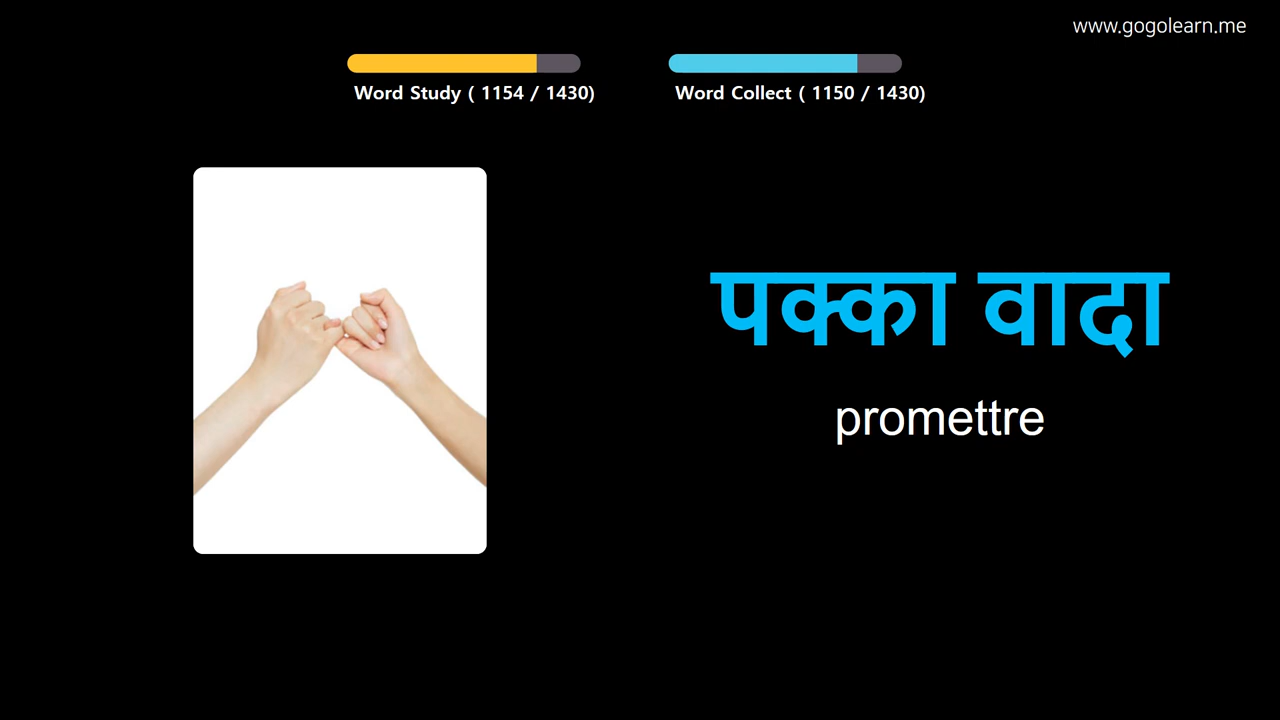 www.gogolearn.me
Word Study ( 1154 / 1430)
Word Collect ( 1150 / 1430)
पक्का वादा
promettre